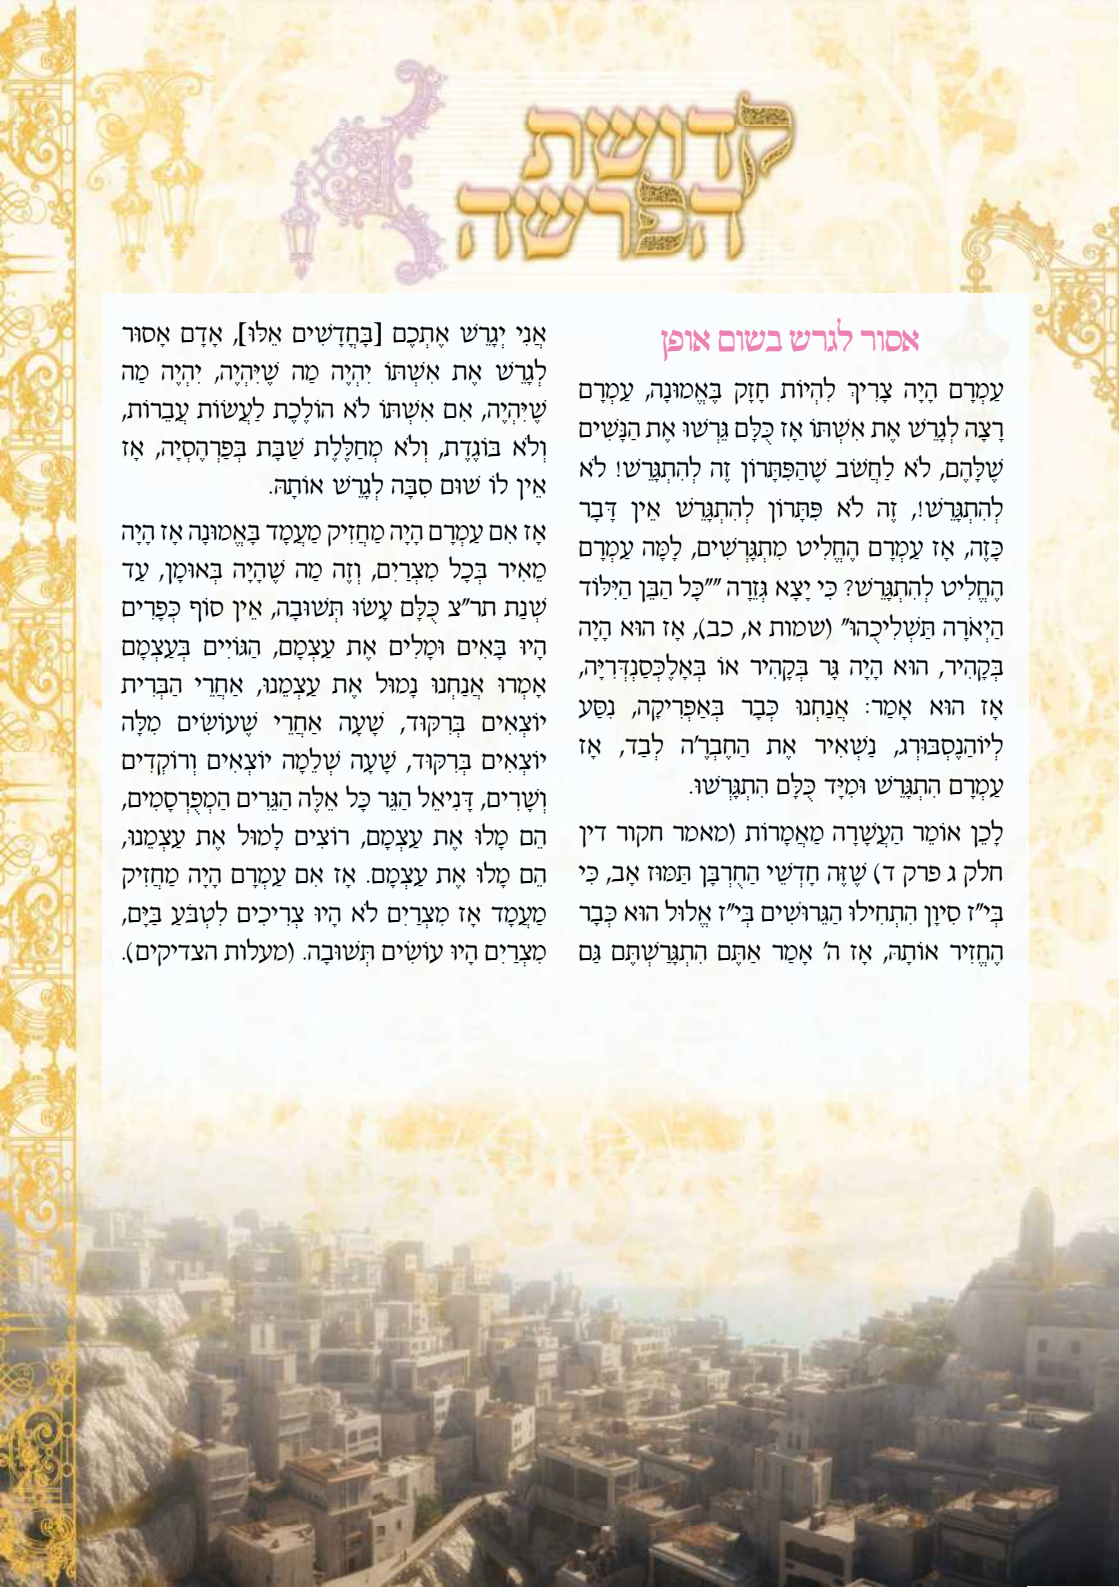 קדושת
הפרשה
אסור לגרש בשום אופן
עַמְרָם הָיָה צָרִיךְ לִהְיוֹת חָזָק בֶּאֱמוּנָה, עַמְרָם
רָצָה לְגָרֵשׁ אֶת אִשְׁתּוֹ אָז כֻּלָּם גֵּרְשׁוּ אֶת הַנָּשִׁים
שֶׁלָּהֶם, לֹא לַחֲשֹׁב שֶׁהַפִּתָּרוֹן זֶה לְהִתְגָּרֵשׁ! לֹא
לְהִתְגָּרֵשׁ!, זֶה לֹא פִּתָּרוֹן לְהִתְגָּרֵשׁ אֵין דָּבָר
כָּזֶה, אָז עַמְרָם הֶחֱלִיט מִתְגָּרְשִׁים, לָמָּה עַמְרָם
הֶחֱלִיט לְהִתְגָּרֵשׁ? כִּי יָצָא גְּזֵרָה ""כָּל הַבֵּן הַיִּלּוֹד
הַיְאֹרָה תַּשְׁלִיכֻהוּ" (שמות א, כב), אָז הוּא הָיָה
בְּקָהִיר, הוּא הָיָה גָּר בְּקָהִיר אוֹ בְּאָלֶכְּסַנְדְּרִיָּה,
אָז הוּא אָמַר: אֲנַחְנוּ כְּבָר בְּאַפְרִיקָה, נִסַּע
לְיוֹהַנֶסְבּוּרְג, נַשְׁאִיר אֶת הַחֶבְרֶ'ה לְבַד, אָז
עַמְרָם הִתְגָּרֵשׁ וּמִיָּד כֻּלָּם הִתְגָּרְשׁוּ.
לָכֵן אוֹמֵר הַעֲשָׂרָה מַאֲמָרוֹת (מאמר חקור דין
חלק ג פרק ד) שֶׁזֶּה חָדְשֵׁי הַחֻרְבָּן תַּמּוּז אָב, כִּי
בְּי"ז סִיוָן הִתְחִילוּ הַגֵּרוּשִׁים בְּי"ז אֱלוּל הוּא כְּבָר
הֶחֱזִיר אוֹתָהּ, אָז ה' אָמַר אַתֶּם הִתְגָּרַשְׁתֶּם גַּם
אֲנִי יְגָרֵשׁ אֶתְכֶם [בָּחֳדָשִׁים אֵלּוּ], אָדָם אָסוּר
לְגָרֵשׁ אֶת אִשְׁתּוֹ יִהְיֶה מַה שֶׁיִּהְיֶה, יִהְיֶה מַה
שֶׁיִּהְיֶה, אִם אִשְׁתּוֹ לֹא הוֹלֶכֶת לַעֲשׂוֹת עֲבֵרוֹת,
וְלֹא בּוֹגֶדֶת, וְלֹא מְחַלֶּלֶת שַׁבָּת בְּפַרְהֶסְיָה, אָז
אֵין לוֹ שׁוּם סִבָּה לְגָרֵשׁ אוֹתָהּ.
אָז אִם עַמְרָם הָיָה מַחֲזִיק מַעֲמָד בָּאֱמוּנָה אָז הָיָה
מֵאִיר בְּכָל מִצְרַיִם, וְזֶה מַה שֶׁהָיָה בְּאוּמָן, עַד
שְׁנַת תר"צ כֻּלָּם עָשׂוּ תְּשׁוּבָה, אֵין סוֹף כְּפָרִים
הָיוּ בָּאִים וּמָלִים אֶת עַצְמָם, הַגּוֹיִים בְּעַצְמָם
אָמְרוּ אֲנַחְנוּ נָמוּל אֶת עַצְמֵנוּ, אַחֲרֵי הַבְּרִית
יוֹצְאִים בְּרִקּוּד, שָׁעָה אַחֲרֵי שֶׁעוֹשִׂים מִלָּה
יוֹצְאִים בְּרִקּוּד, שָׁעָה שְׁלֵמָה יוֹצְאִים וְרוֹקְדִים
וְשָׁרִים, דָּנִיאֵל הַגֵּר כָּל אֵלֶּה הַגֵּרִים הַמְפֻרְסָמִים,
הֵם מָלוּ אֶת עַצְמָם, רוֹצִים לָמוּל אֶת עַצְמֵנוּ,
הֵם מָלוּ אֶת עַצְמָם. אָז אִם עַמְרָם הָיָה מַחֲזִיק
מַעֲמָד אָז מִצְרַיִם לֹא הָיוּ צְרִיכִים לִטְבֹּעַ בַּיָּם,
מִצְרַיִם הָיוּ עוֹשִׂים תְּשׁוּבָה. (מעלות הצדיקים).